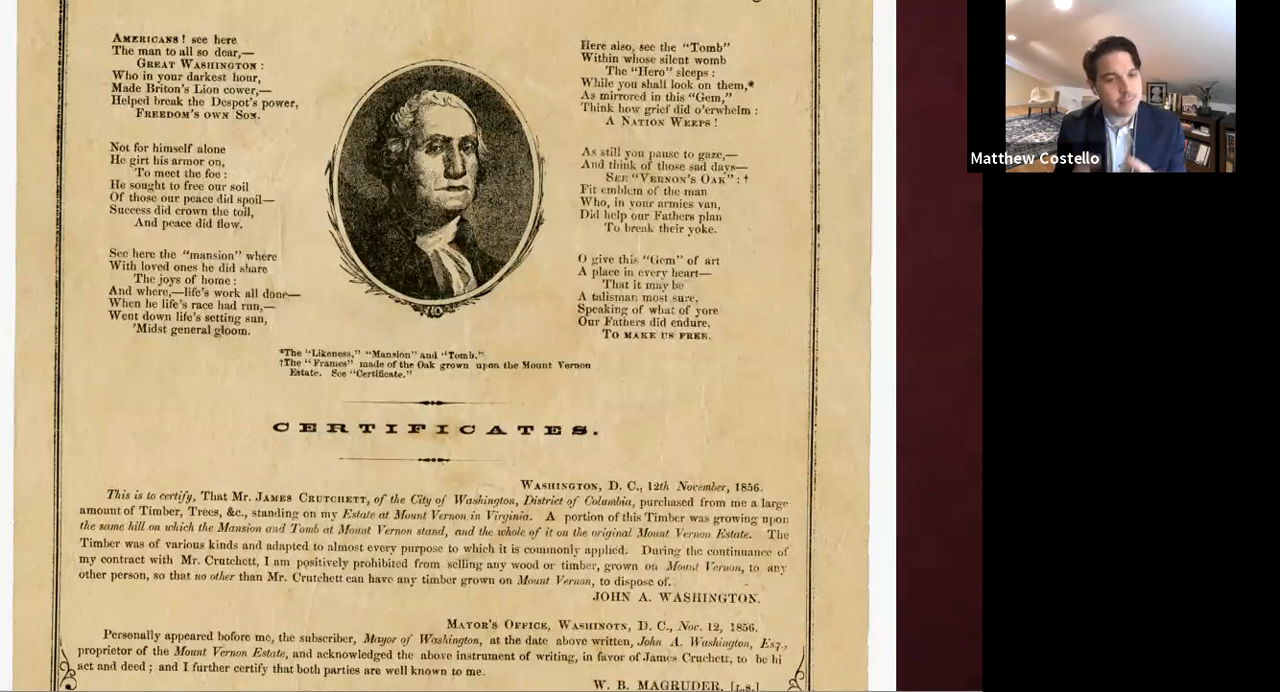 AMERICANS! see here
The man to all so dear,—
GREAT WASHINGTON:
Who in your darkest hour,
Made Briton's Lion cower,—
Helped break the Despot's power,
FREEDOM'S OWN SON.
Not for himself alone
He girt his armor on,
To meet the foe:
He sought to free our soil
Of those our peace did spoil—
Success did crown the toil,
And peace did flow.
See here the "mansion" where
With loved ones he did share
The joys of home:
And where,—life's work all done—
When he life's race had run,—
Went down life's setting sun,
'Midst general gloom.
Here also, see the "Tomb"
Within whose silent womb
The "Hero" sleeps:
While you shall look on them,*
As mirrored in this "Gem,"
Think how grief did o'erwhelm:
A NATION WEEPS!
As still you pause to gaze,—
And think of those sad days—
SEE "VERNON'S OAK":†
Fit emblem of the man
Who, in your armies van,
Did help our Fathers plan
To break their yoke.
O give this "Gem" of art
A place in every heart—
That it may be
A talisman most sure,
Speaking of what of yore
Our Fathers did endure,
TO MAKE US FREE.
*The "Likeness," "Mansion" and "Tomb."
†The "Frames" made of the Oak grown upon the Mount Vernon
Estate. See "Certificate."
CERTIFICATES.
WASHINGTON, D. C., 12th November, 1856.
This is to certify, That Mr. JAMES CRUTCHETT, of the City of Washington, District of Columbia, purchased from me a large
amount of Timber, Trees, &c., standing on my Estate at Mount Vernon in Virginia. A portion of this Timber was growing upon
the same hill on which the Mansion and Tomb at Mount Vernon stand, and the whole of it on the original Mount Vernon Estate. The
Timber was of various kinds and adapted to almost every purpose to which it is commonly applied. During the continuance of
my contract with Mr. Crutchett, I am positively prohibited from selling any wood or timber, grown on Mount Vernon, to any
other person, so that no other than Mr. Crutchett can have any timber grown on Mount Vernon, to dispose of.
JOHN A. WASHINGTON.
MAYOR'S OFFICE, WASHINOTN, D. C., Nov. 12, 1856.
Personally appeared before me, the subscriber, Mayor of Washington, at the date above written, John A. Washington, Esq.,
proprietor of the Mount Vernon Estate, and acknowledged the above instrument of writing, in favor of James Cruchett, to be hi
act and deed; and I further certify that both parties are well known to me.
W. B. MAGRUDER, [L.S.]
Matthew Costello